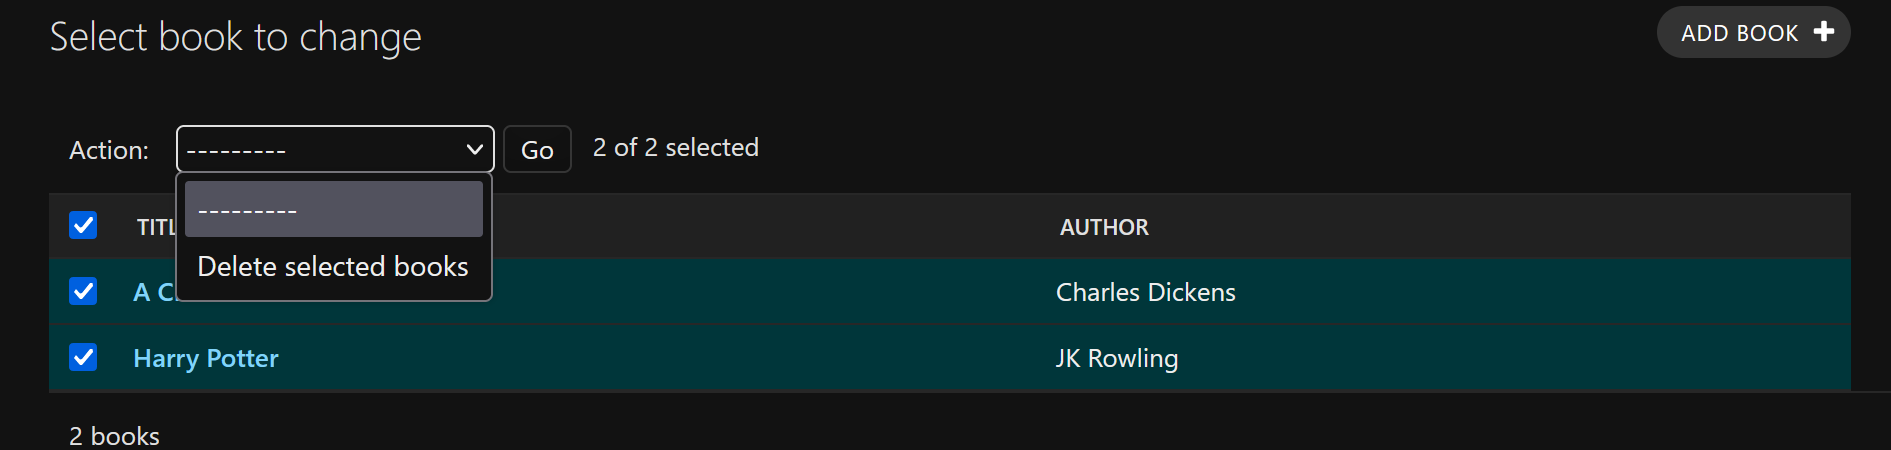 Select book to change
ADD BOOK
Action: --------- Go 2 of 2 selected
---------
Delete selected books
AUTHOR
Charles Dickens
Harry Potter JK Rowling
2 books